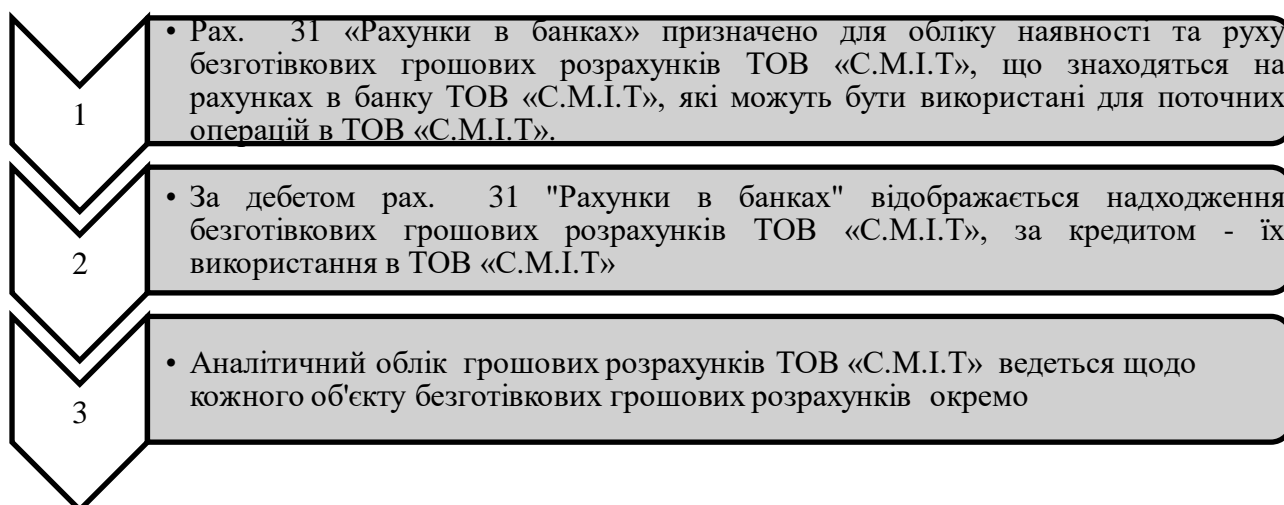 • Рах. 31 «Рахунки в банках» призначено для обліку наявності та руху
безготівкових грошових розрахунків ТОВ «С.М.І.Т», що знаходяться на
рахунках в банку ТОВ «С.М.І.Т», які можуть бути використані для поточних
операцій в ТОВ «С.М.І.Т».
1
• За дебетом рах. 31 "Рахунки в банках" відображається надходження
безготівкових грошових розрахунків ТОВ «С.М.І.Т», за кредитом - їх
використання в ТОВ «С.М.І.Т»
2
• Аналітичний облік грошових розрахунків ТОВ «С.М.І.Т» ведеться щодо
кожного об'єкту безготівкових грошових розрахунків окремо
3